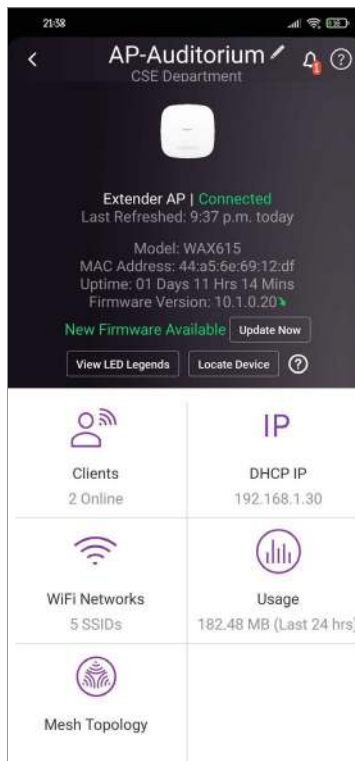 21:38
AP-Auditorium
1
?
CSE Department
Extender AP | Connected
Last Refreshed: 9:37 p.m. today
Model: WAX615
MAC Address: 44:a5:6e:69:12:df
Uptime: 01 Days 11 Hrs 14 Mins
Firmware Version: 10.1.0.20
New Firmware Available Update Now
View LED Legends Locate Device ?
IP
Clients DHCP IP
2 Online 192.168.1.30
WiFi Networks Usage
5 SSIDs 182.48 MB (Last 24 hrs)
Mesh Topology